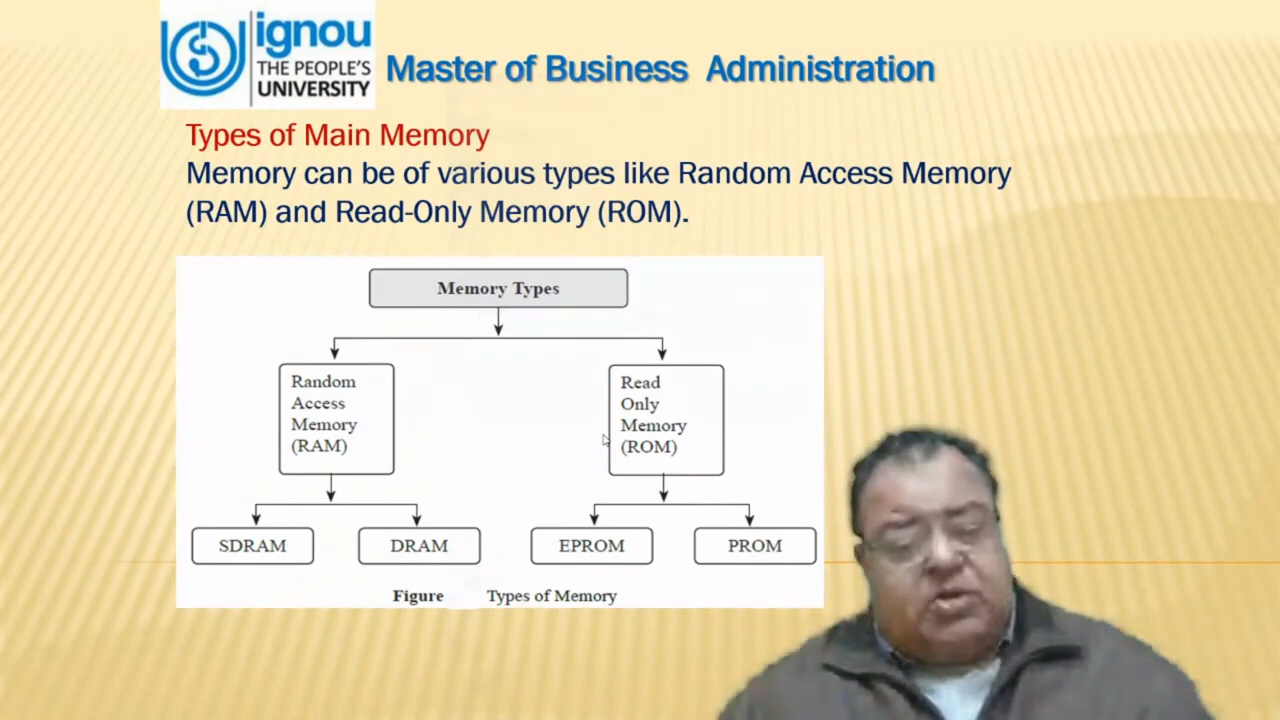 ignou
THE PEOPLE'S
UNIVERSITY
Master of Business Administration
Types of Main Memory
Memory can be of various types like Random Access Memory
(RAM) and Read-Only Memory (ROM).
Memory Types
Random
Access
Memory
(RAM)
Read
Only
Memory
(ROM)
SDRAM
DRAM
EPROM
PROM
Figure Types of Memory